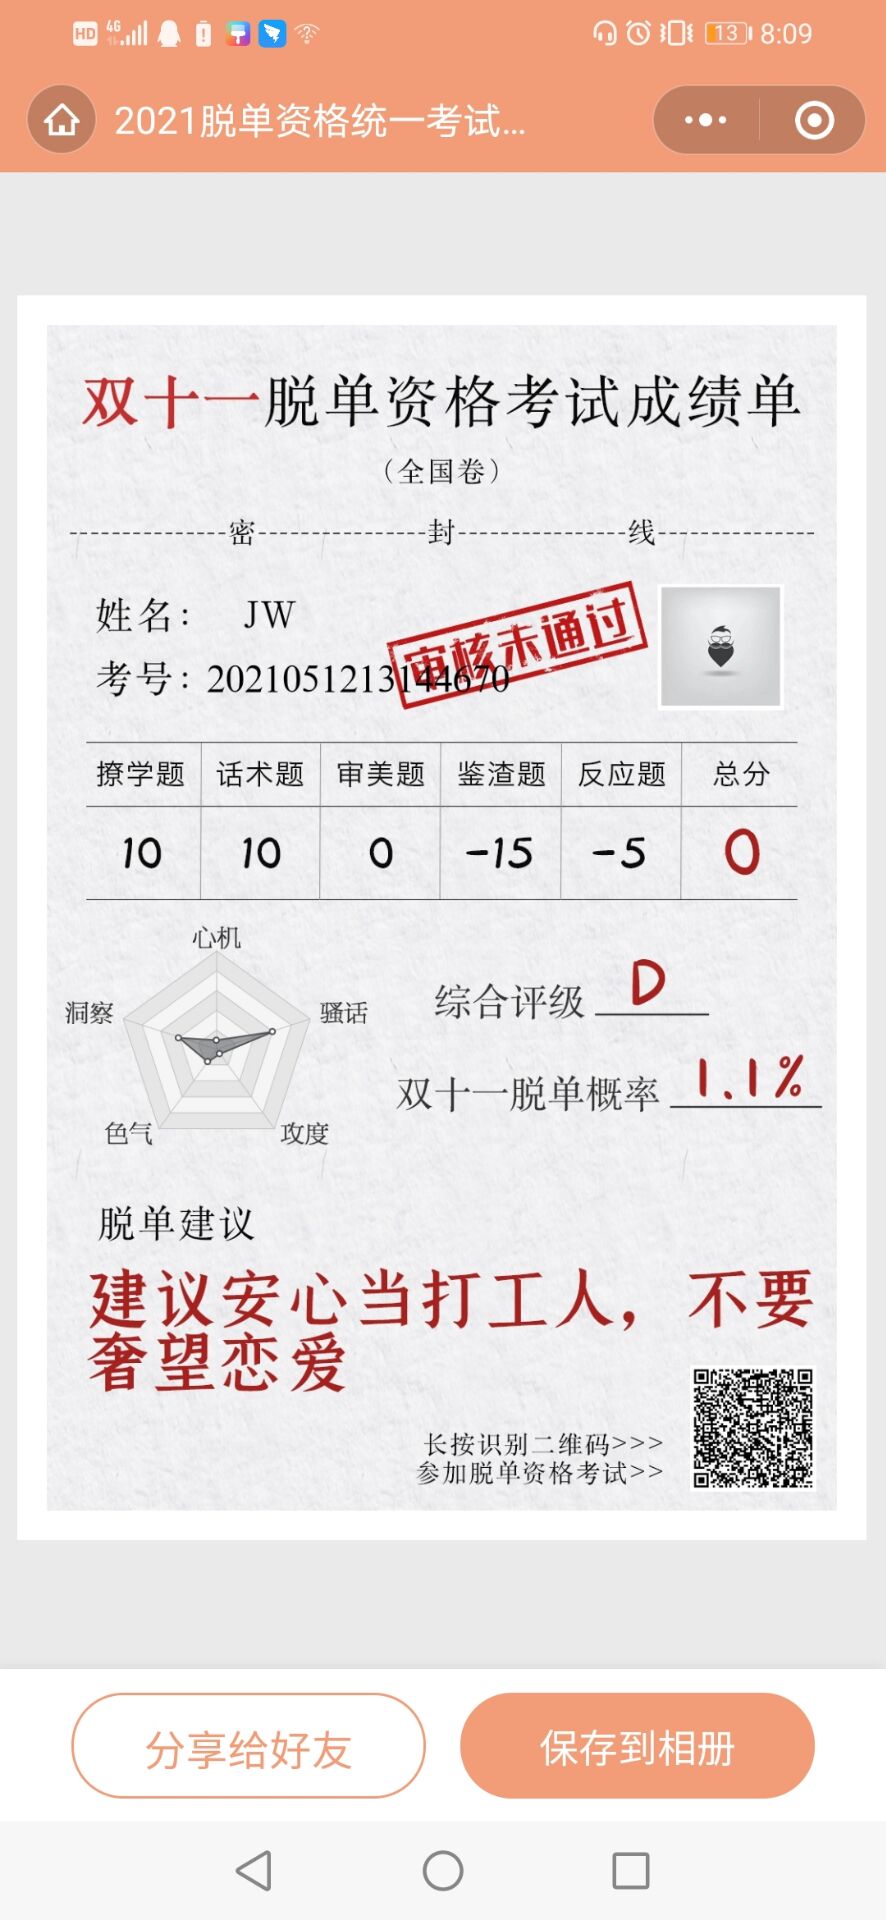 HD 4G 13 8:09
2021脱单资格统一考试...
双十一脱单资格考试成绩单
（全国卷）
密 封 线
姓名： JW
审核未通过
考号：2021051213144670
撩学题 话术题 审美题 鉴渣题 反应题 总分
10 10 0 -15 -5 0
心机
洞察 骚话
色气 攻度
综合评级 D
双十一脱单概率 1.1%
脱单建议
建议安心当打工人，不要
奢望恋爱
长按识别二维码>>>
参加脱单资格考试>>
分享给好友 保存到相册